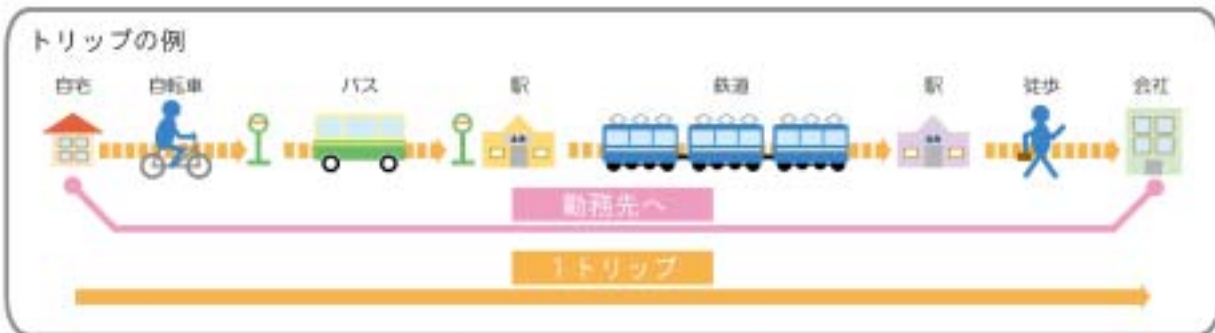 トリップの例
自宅 自転車 バス 駅 鉄道 駅 徒歩 会社
勤務先へ
1トリップ